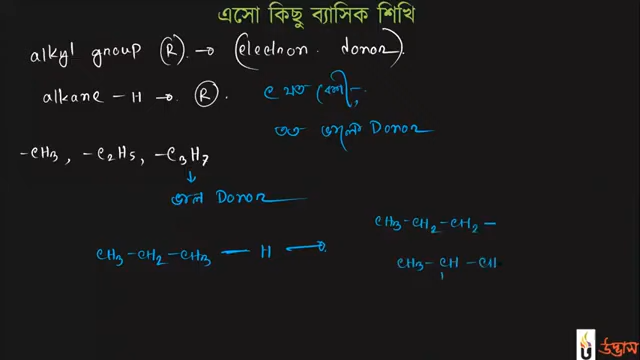 এসো কিছু ব্যাসিক শিখি
alkyl group (R) → (electron donor)
alkane - H → (R).
C যত বেশী,
তত ভালো Donor
-CH3, -C2H5, -C3H7
↓
ভাল Donor
CH3-CH2-CH3 - H →
CH3-CH2-CH2-
CH3-CH-CH
উদ্ভাস